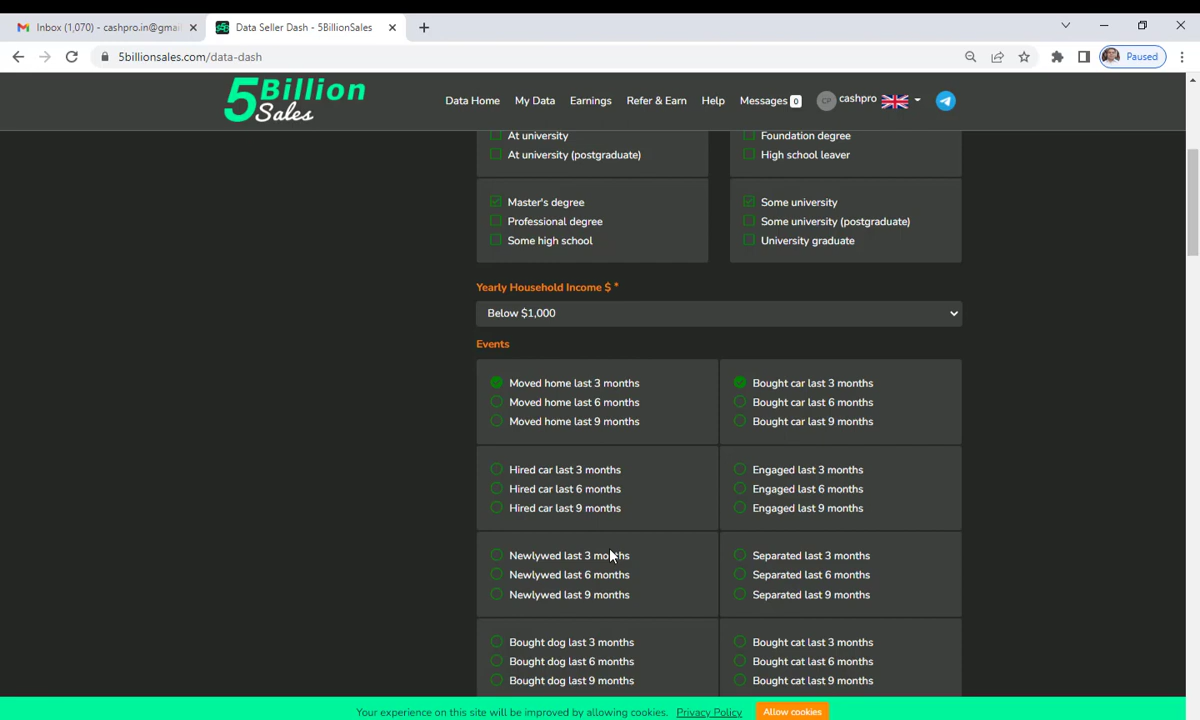 Inbox (1,070) - cashpro.in@gmai
Data Seller Dash - 5BillionSales
5billionsales.com/data-dash
Paused
5Billion Sales
Data Home My Data Earnings Refer & Earn Help Messages 0 CP cashpro
At university
At university (postgraduate)
Foundation degree
High school leaver
Master's degree
Professional degree
Some high school
Some university
Some university (postgraduate)
University graduate
Yearly Household Income $ *
Below $1,000
Events
Moved home last 3 months
Moved home last 6 months
Moved home last 9 months
Bought car last 3 months
Bought car last 6 months
Bought car last 9 months
Hired car last 3 months
Hired car last 6 months
Hired car last 9 months
Engaged last 3 months
Engaged last 6 months
Engaged last 9 months
Newlywed last 3 months
Newlywed last 6 months
Newlywed last 9 months
Separated last 3 months
Separated last 6 months
Separated last 9 months
Bought dog last 3 months
Bought dog last 6 months
Bought dog last 9 months
Bought cat last 3 months
Bought cat last 6 months
Bought cat last 9 months
Your experience on this site will be improved by allowing cookies. Privacy Policy Allow cookies